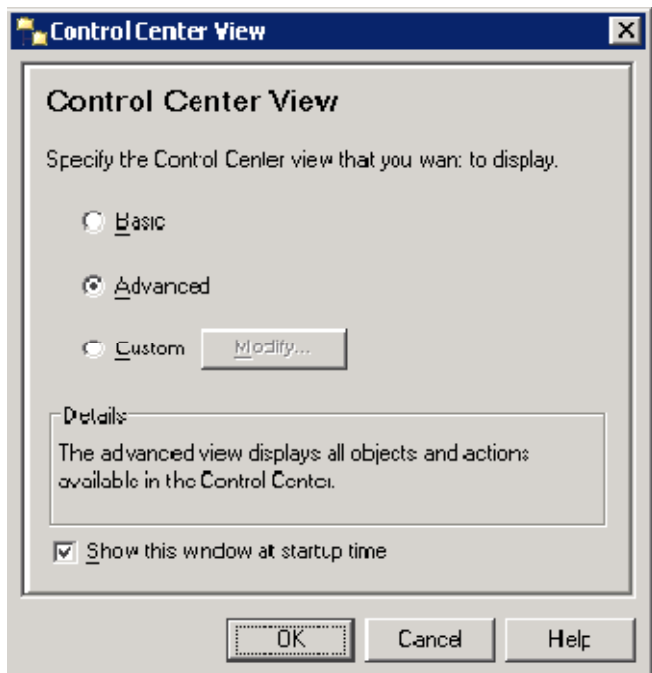 Control Center View
Control Center View
Specify the Control Center view that you want to display.
Basic
Advanced
Custom Modify...
Details
The advanced view displays all objects and actions
available in the Control Center.
Show this window at startup time
OK Cancel Help